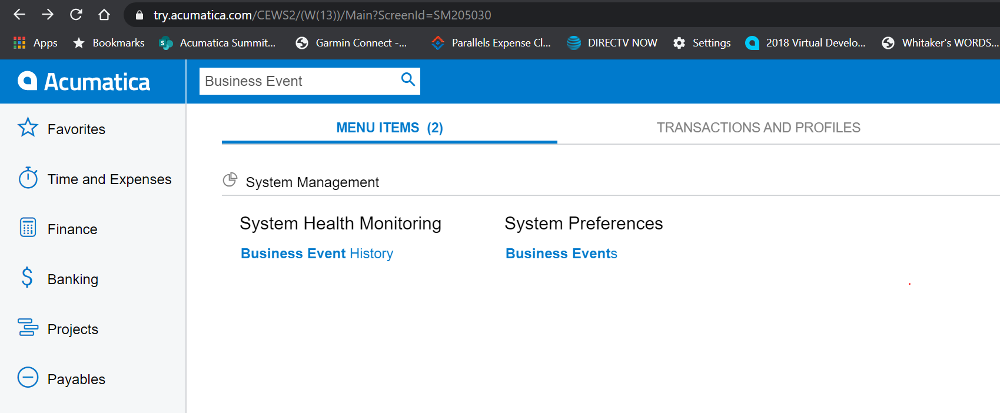 try.acumatica.com/CEWS2/(W(13))/Main?ScreenId=SM205030
Apps Bookmarks Acumatica Summit... Garmin Connect -... Parallels Expense Cl... DIRECTV NOW Settings 2018 Virtual Develo... Whitaker's WORDS...
Acumatica Business Event
Favorites
Time and Expenses
Finance
Banking
Projects
Payables
MENU ITEMS (2) TRANSACTIONS AND PROFILES
System Management
System Health Monitoring System Preferences
Business Event History Business Events